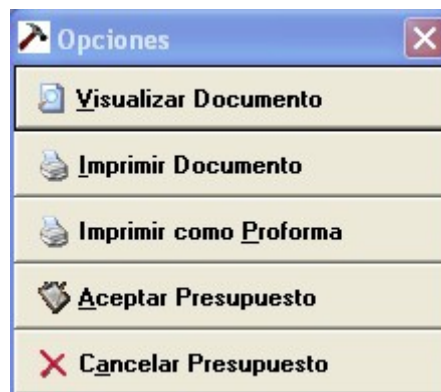 Opciones
Visualizar Documento
Imprimir Documento
Imprimir como Proforma
Aceptar Presupuesto
Cancelar Presupuesto